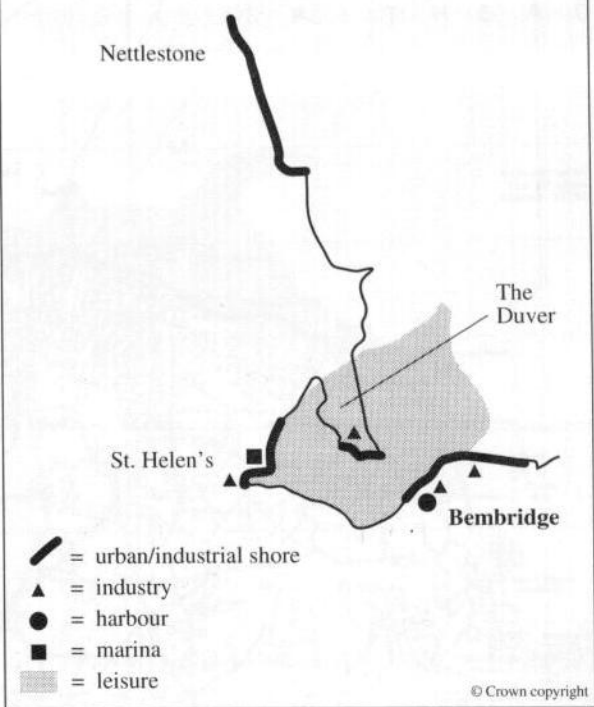 Nettlestone
The
Duver
St. Helen's
Bembridge
= urban/industrial shore
= industry
= harbour
= marina
= leisure
© Crown copyright